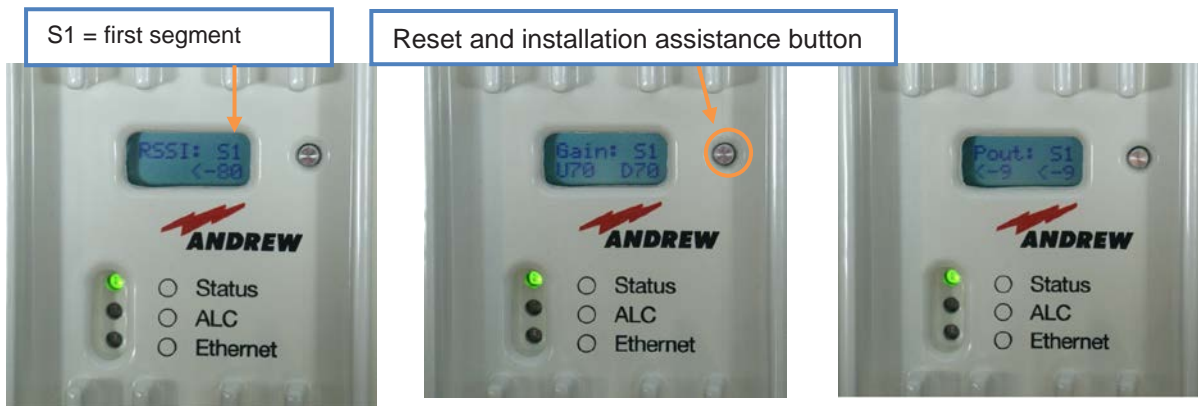 S1 = first segment
Reset and installation assistance button
RSSI: S1
<-80
ANDREW
Status
ALC
Ethernet
Gain: S1
U70 D70
ANDREW
Status
ALC
Ethernet
Pout: S1
<-9 <-9
ANDREW
Status
ALC
Ethernet